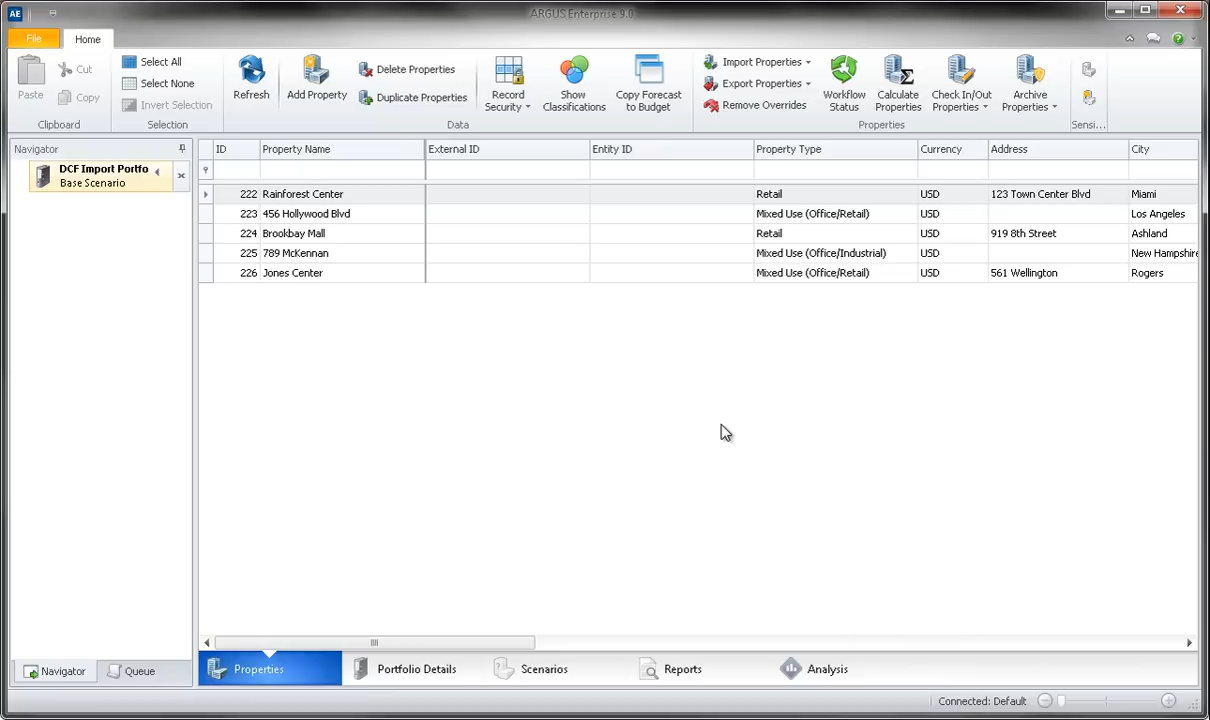 AE
ARGUS Enterprise 9.0
File
Home
Paste
Cut
Copy
Clipboard
Select All
Select None
Invert Selection
Selection
Refresh
Add Property
Delete Properties
Duplicate Properties
Record
Security
Show
Classifications
Copy Forecast
to Budget
Data
Import Properties
Export Properties
Remove Overrides
Workflow
Status
Calculate
Properties
Check In/Out
Properties
Archive
Properties
Properties
Sensi...
Navigator
DCF Import Portfo
Base Scenario
ID Property Name External ID Entity ID Property Type Currency Address City
222 Rainforest Center Retail USD 123 Town Center Blvd Miami
223 456 Hollywood Blvd Mixed Use (Office/Retail) USD Los Angeles
224 Brookbay Mall Retail USD 919 8th Street Ashland
225 789 McKennan Mixed Use (Office/Industrial) USD New Hampshire
226 Jones Center Mixed Use (Office/Retail) USD 561 Wellington Rogers
Navigator
Queue
Properties
Portfolio Details
Scenarios
Reports
Analysis
Connected: Default